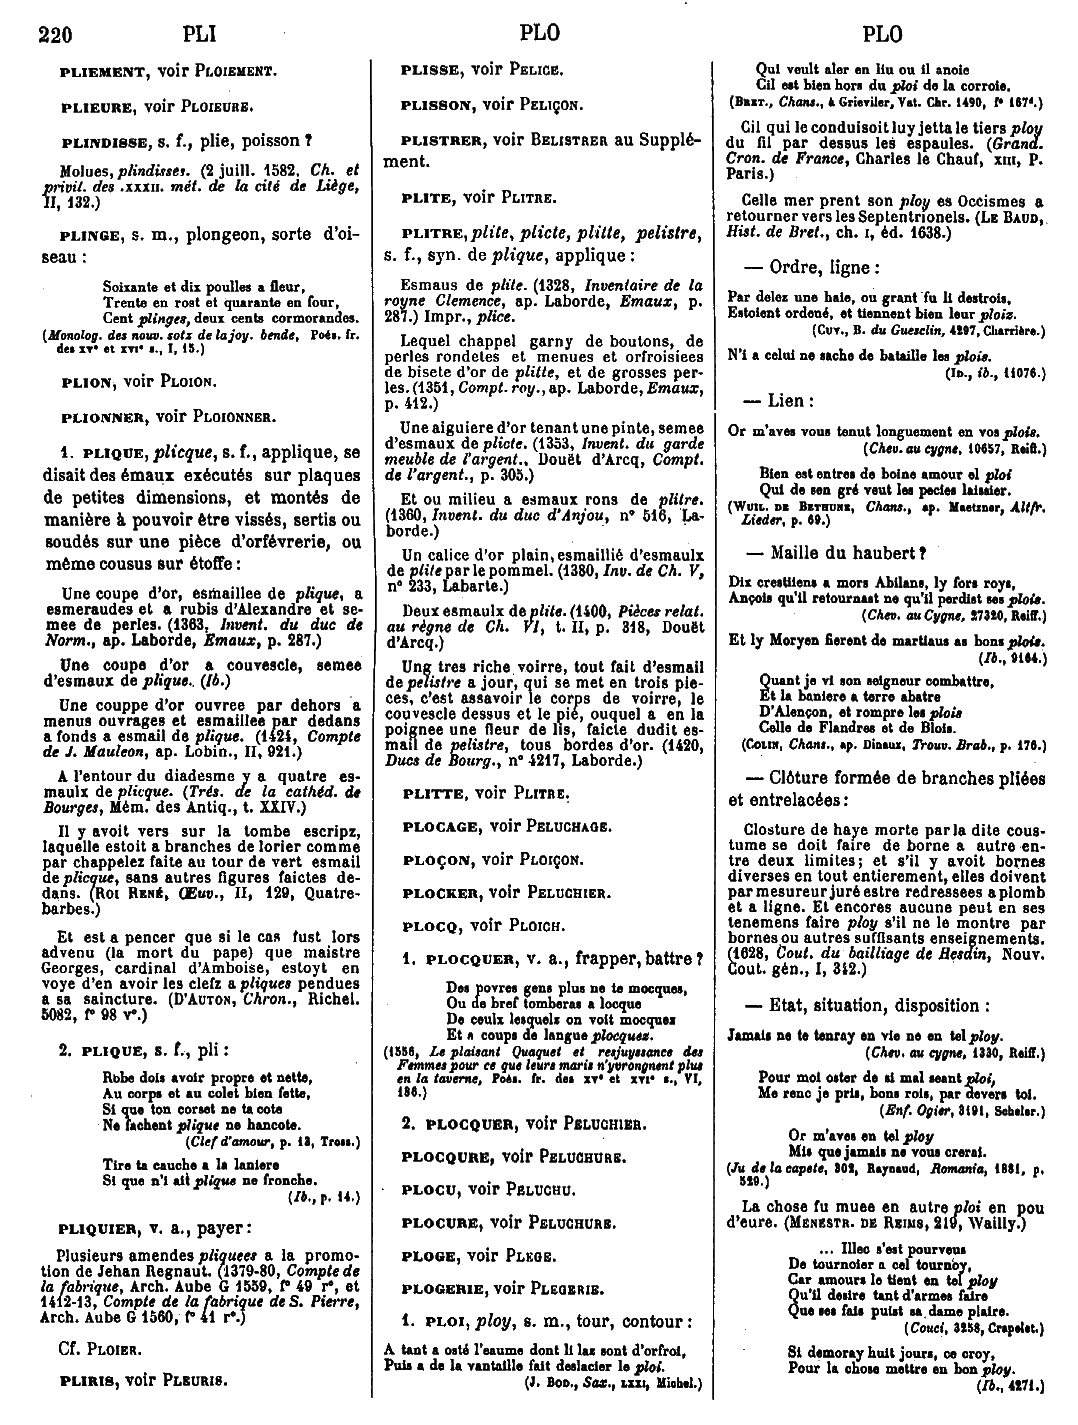 220 PLI PLO PLO
PLIEMENT, voir PLOIEMENT.
PLIEURE, voir PLOIEURE.
PLINDISSE, s. f., plie, poisson ?
Molues, plindisses. (2 juill. 1582, Ch. et
privil. des .XXXII. mét. de la cité de Liège,
II, 132.)
PLINGE, s. m., plongeon, sorte d'oi-
seau :
Soixante et dix poulles a fleur,
Trente en rost et quarante en four,
Cent plinges, deux cents cormorandes.
(Monolog. des nouv. sotz de la joy. bende, Poés. fr.
des XVe et XVIe s., I, 15.)
PLION, voir PLOION.
PLIONNER, voir PLOIONNER.
1. PLIQUE, plicque, s. f., applique, se
disait des émaux exécutés sur plaques
de petites dimensions, et montés de
manière à pouvoir être vissés, sertis ou
soudés sur une pièce d'orfévrerie, ou
même cousus sur étoffe :
Une coupe d'or, esmaillee de plique, a
esmeraudes et a rubis d'Alexandre et se-
mee de perles. (1363, Invent. du duc de
Norm., ap. Laborde, Emaux, p. 287.)
Une coupe d'or a couvescle, semee
d'esmaux de plique. (Ib.)
Une couppe d'or ouvree par dehors a
menus ouvrages et esmaillee par dedans
a fonds a esmail de plique. (1421, Compte
de J. Mauleon, ap. Lobin., II, 921.)
A l'entour du diadesme y a quatre es-
maulx de plicque. (Trés. de la cathéd. de
Bourges, Mém. des Antiq., t. XXIV.)
Il y avoit vers sur la tombe escripz,
laquelle estoit a branches de lorier comme
par chappelez faite au tour de vert esmail
de plicque, sans autres figures faictes de-
dans. (ROI RENÉ, Œuv., II, 129, Quatre-
barbes.)
Et est a pencer que si le cas fust lors
advenu (la mort du pape) que maistre
Georges, cardinal d'Amboise, estoyt en
voye d'en avoir les clefz a pliques pendues
a sa saincture. (D'AUTON, Chron., Richel.
5082, f° 98 v°.)
2. PLIQUE, s. f., pli :
Robe dois avoir propre et nette,
Au corps et au colet bien fette,
Si que ton corset ne ta cote
Ne fachent plique ne hancote.
(Clef d'amour, p. 13, Tross.)
Tire ta cauche a la laniere
Si que n'i ait plique ne fronche.
(Ib., p. 14.)
PLIQUIER, v. a., payer :
Plusieurs amendes pliquees a la promo-
tion de Jehan Regnaut. (1379-80, Compte de
la fabrique, Arch. Aube G 1559, f° 49 r°, et
1412-13, Compte de la fabrique de S. Pierre,
Arch. Aube G 1560, f° 41 r°.)
Cf. PLOIER.
PLIRIS, voir PLEURIS.
PLISSE, voir PELICE.
PLISSON, voir PELIÇON.
PLISTRER, voir BELISTRER au Supplé-
ment.
PLITE, voir PLITRE.
PLITRE, plite, plicte, plitte, pelistre,
s. f., syn. de plique, applique :
Esmaus de plite. (1328, Inventaire de la
royne Clemence, ap. Laborde, Emaux, p.
287.) Impr., plice.
Lequel chappel garny de boutons, de
perles rondetes et menues et orfroisiees
de bisete d'or de plitte, et de grosses per-
les. (1351, Compt. roy., ap. Laborde, Emaux,
p. 412.)
Une aiguiere d'or tenant une pinte, semee
d'esmaux de plicte. (1353, Invent. du garde
meuble de l'argent., Douët d'Arcq, Compt.
de l'argent., p. 305.)
Et ou milieu a esmaux rons de plitre.
(1360, Invent. du duc d'Anjou, n° 516, La-
borde.)
Un calice d'or plain, esmaillié d'esmaulx
de plite par le pommel. (1380, Inv. de Ch. V,
n° 233, Labarte.)
Deux esmaulx de plite. (1400, Pièces relat.
au règne de Ch. VI, t. II, p. 318, Douët
d'Arcq.)
Ung tres riche voirre, tout fait d'esmail
de pelistre a jour, qui se met en trois pie-
ces, c'est assavoir le corps de voirre, le
couvescle dessus et le pié, ouquel a en la
poignee une fleur de lis, faicte dudit es-
mail de pelistre, tous bordes d'or. (1420,
Ducs de Bourg., n° 4217, Laborde.)
PLITTE, voir PLITRE.
PLOCAGE, voir PELUCHAGE.
PLOÇON, voir PLOIÇON.
PLOCKER, voir PELUCHIER.
PLOCQ, voir PLOICH.
1. PLOCQUER, v. a., frapper, battre ?
Des povres gens plus ne te mocques,
Ou de bref tomberas a locque
De ceulx lesquelz on voit mocquez
Et a coups de langue plocquez.
(1556, Le plaisant Quaquet et resjuyssance des
Femmes pour ce que leurs maris n'yvrongnent plus
en la taverne, Poés. fr. des XVe et XVIe s., VI,
186.)
2. PLOCQUER, voir PELUCHIER.
PLOCQURE, voir PELUCHURE.
PLOCU, voir PELUCHU.
PLOCURE, voir PELUCHURE.
PLOGE, voir PLEGE.
PLOGERIE, voir PLEGERIE.
1. PLOI, ploy, s. m., tour, contour :
A tant a osté l'eaume dont li las sont d'orfroi,
Puis a de la vantaille fait deslacier le ploi.
(J. BOD., Sax., LXXI, Michel.)
Qui veult aler en liu ou il anoie
Cil est bien hors du ploi de la corroie.
(BRET., Chans., à Grieviler, Vat. Chr. 1490, f° 167d.)
Cil qui le conduisoit luy jetta le tiers ploy
du fil par dessus les espaules. (Grand.
Cron. de France, Charles le Chauf, XIII, P.
Paris.)
Celle mer prent son ploy es Occismes a
retourner vers les Septentrionels. (LE BAUD,
Hist. de Bret., ch. I, éd. 1638.)
— Ordre, ligne :
Par delez une haie, ou grant fu li destrois,
Estoient ordené, et tiennent bien leur ploiz.
(CUV., B. du Guesclin, 4297, Charrière.)
N'i a celui ne sache de bataille les plois.
(ID., ib., 11076.)
— Lien :
Or m'aves vous tenut longuement en vos plois.
(Chev. au cygne, 10657, Reiff.)
Bien est entres de boine amour el ploi
Qui de sen gré veut les pecies laissier.
(WUIL. DE BETHUNE, Chans., ap. Maetzner, Altfr.
Lieder, p. 69.)
— Maille du haubert ?
Dix crestiiens a mors Abilans, ly fors roys,
Ançois qu'il retournast ne qu'il perdist ses plois.
(Chev. au Cygne, 27320, Reiff.)
Et ly Moryen fierent de martiaus as bons plois.
(Ib., 9164.)
Quant je vi son seigneur combattre,
Et la baniere a terre abatre
D'Alençon, et rompre les plois
Celle de Flandres et de Blois.
(COLIN, Chans., ap. Dinaux, Trouv. Brab., p. 176.)
— Clôture formée de branches pliées
et entrelacées :
Closture de haye morte par la dite cous-
tume se doit faire de borne a autre en-
tre deux limites ; et s'il y avoit bornes
diverses en tout entierement, elles doivent
par mesureur juré estre redressees a plomb
et a ligne. Et encores aucune peut en ses
tenemens faire ploy s'il ne le montre par
bornes ou autres suffisants enseignements.
(1628, Cout. du bailliage de Hesdin, Nouv.
Cout. gén., I, 342.)
— Etat, situation, disposition :
Jamais ne te tenray en vie ne en tel ploy.
(Chev. au cygne, 1330, Reiff.)
Pour moi oster de si mal seant ploi,
Me renc je pris, bons rois, par devers toi.
(Enf. Ogier, 3191, Scheler.)
Or m'aves en tel ploy
Mis que jamais ne vous crerai.
(Ju de la capete, 302, Raynaud, Romania, 1881, p.
529.)
La chose fu muee en autre ploi en pou
d'eure. (MENESTR. DE REIMS, 219, Wailly.)
... Illec s'est pourveus
De tournoier a cel tournoy,
Car amours le tient en tel ploy
Qu'il desire tant d'armes faire
Que ses fais puist sa dame plaire.
(Couci, 3258, Crapelet.)
Si demoray huit jours, ce croy,
Pour la chose mettre en bon ploy.
(Ib., 4271.)